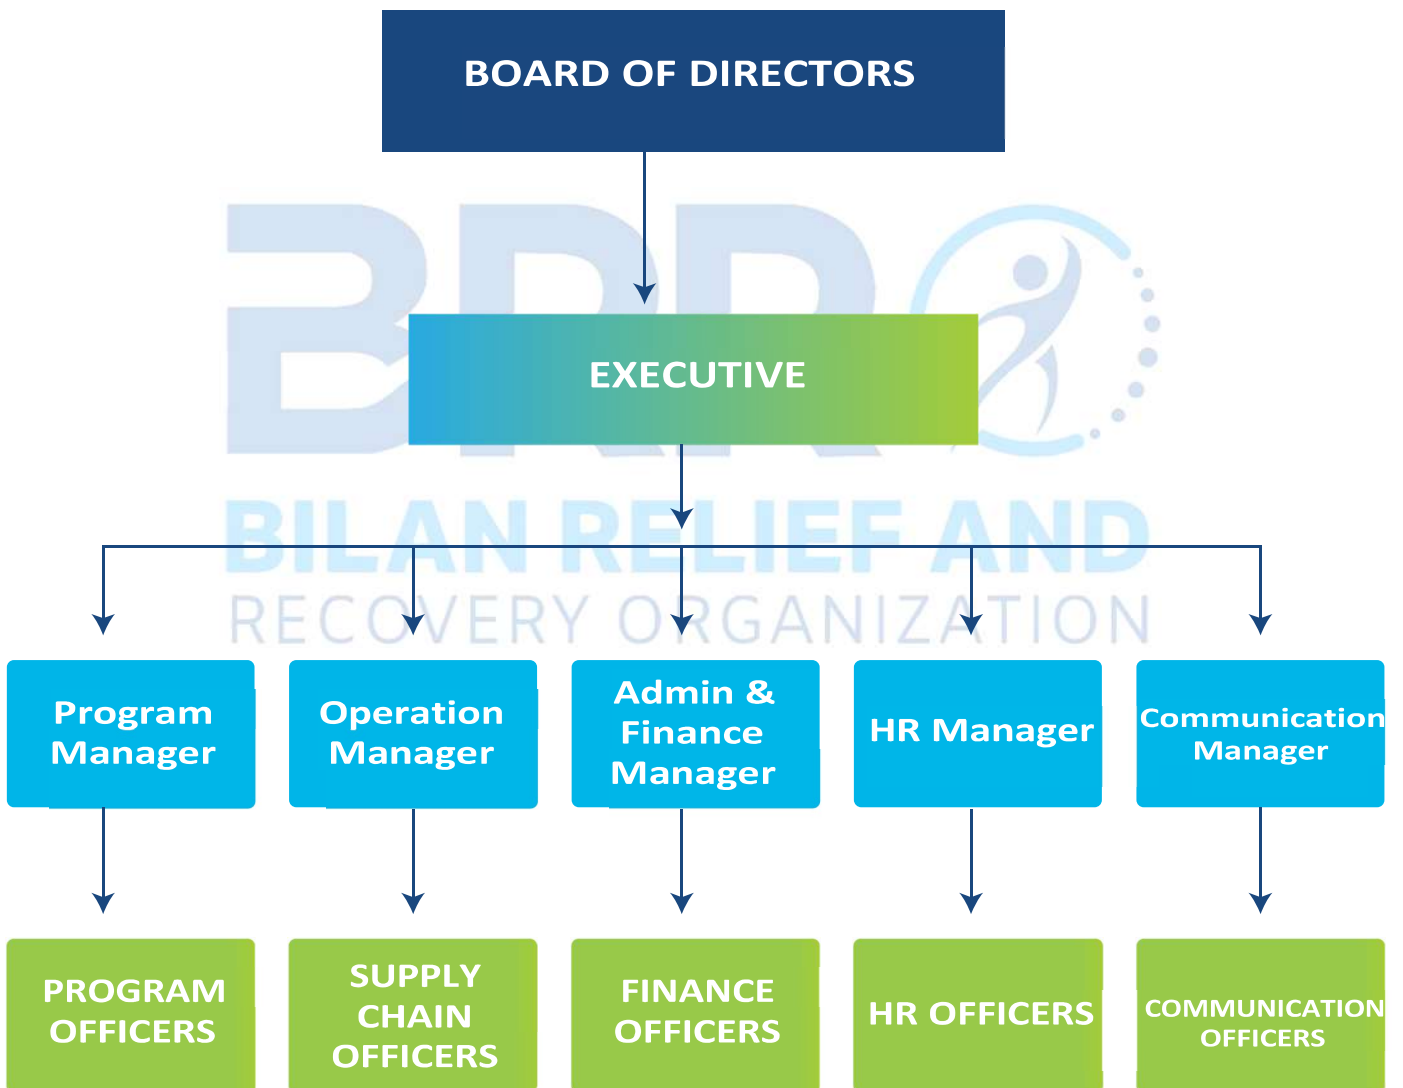 BOARD OF DIRECTORS
BRRO
EXECUTIVE
BILAN RELIEF AND
RECOVERY ORGANIZATION
Program
Manager
Operation
Manager
Admin &
Finance
Manager
HR Manager
Communication
Manager
PROGRAM
OFFICERS
SUPPLY
CHAIN
OFFICERS
FINANCE
OFFICERS
HR OFFICERS
COMMUNICATION
OFFICERS